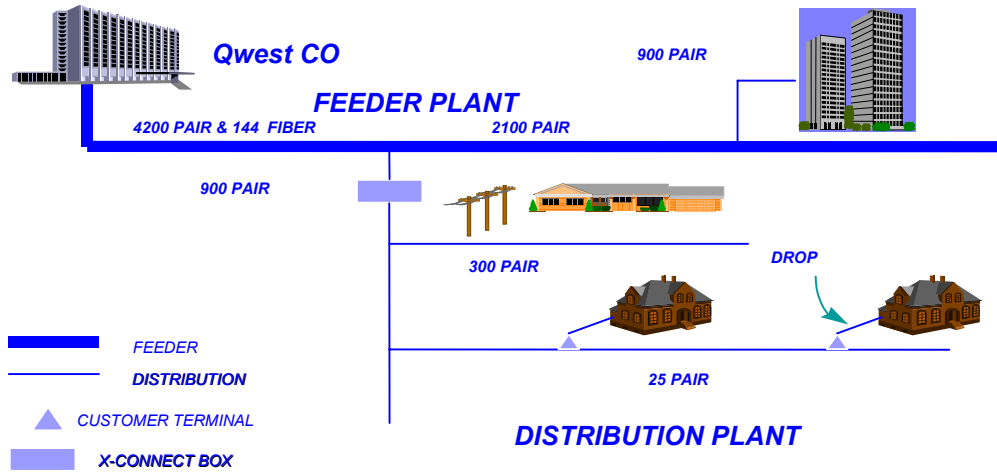 Qwest CO
900 PAIR
FEEDER PLANT
4200 PAIR & 144 FIBER
2100 PAIR
900 PAIR
300 PAIR
DROP
25 PAIR
FEEDER
DISTRIBUTION
CUSTOMER TERMINAL
X-CONNECT BOX
DISTRIBUTION PLANT